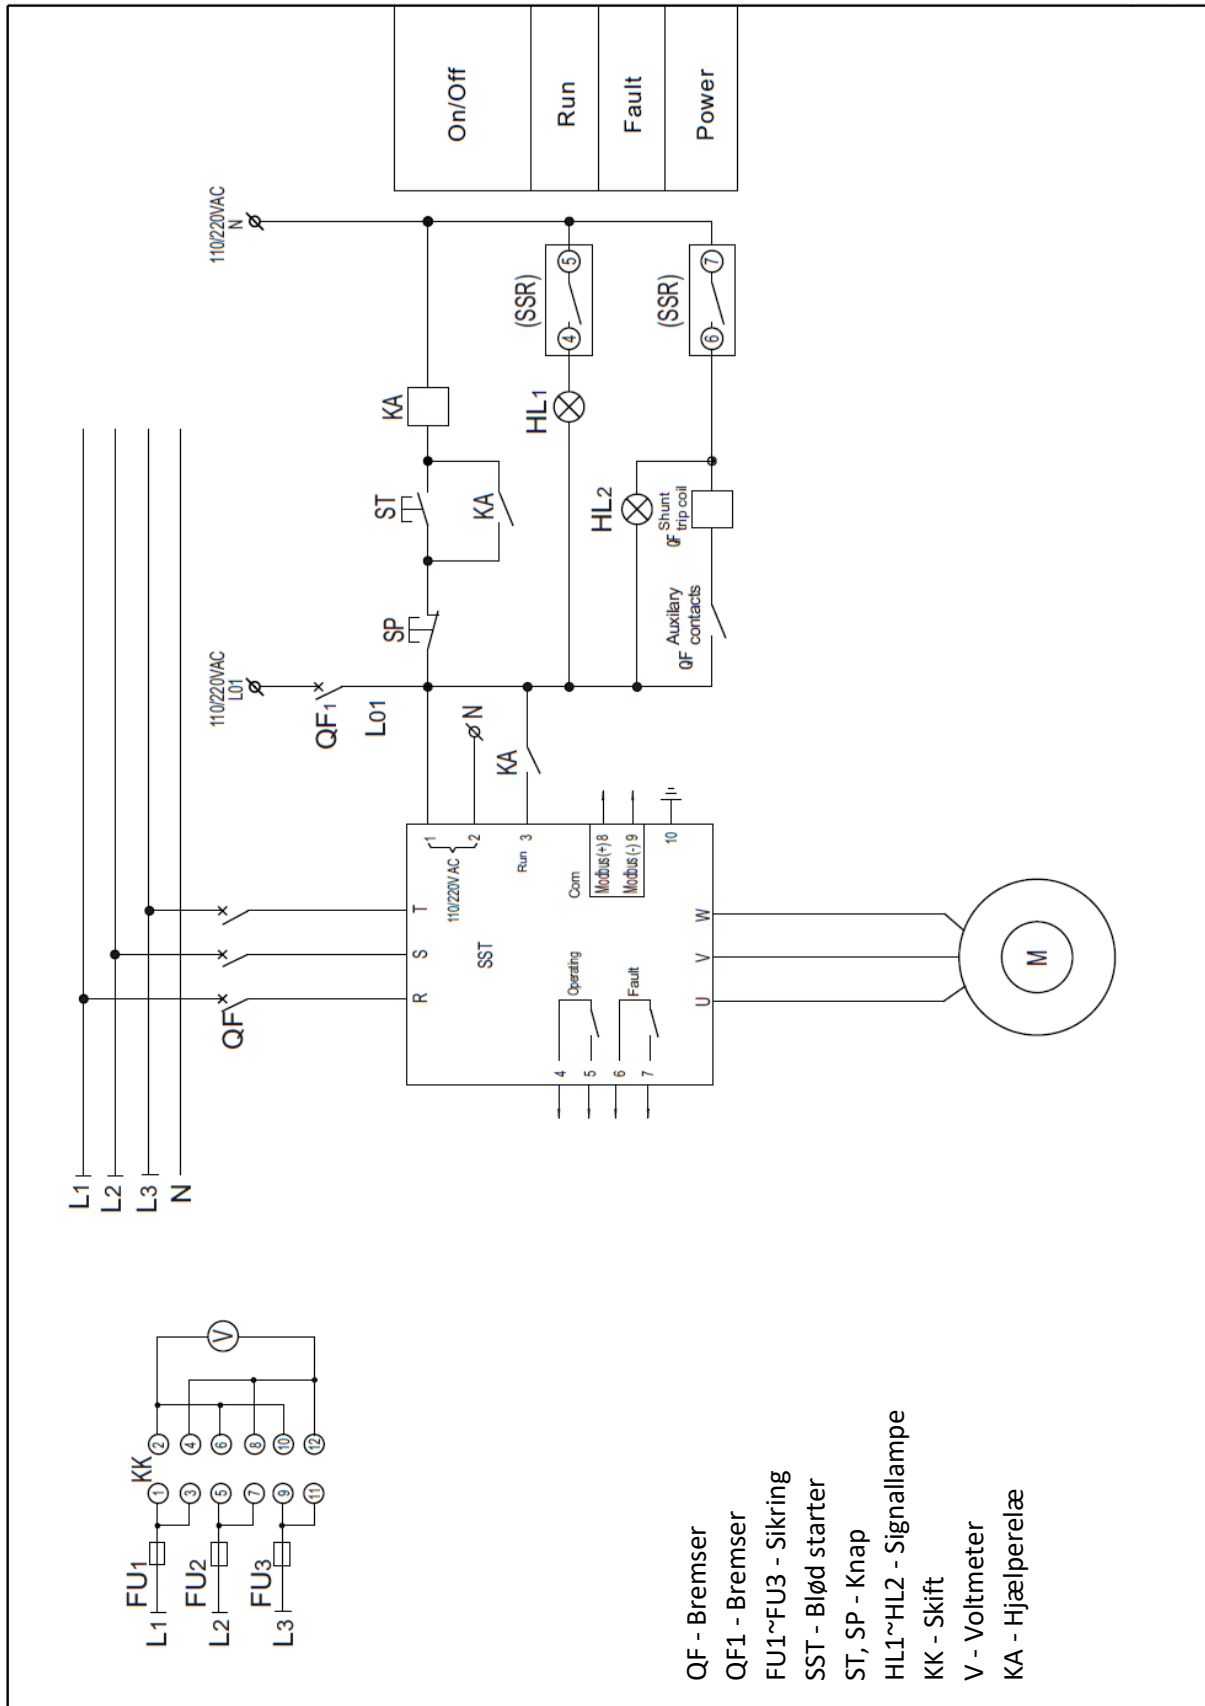 L1
L2
L3
N
QF
R
S
T
SST
110/220V AC
1
2
Run 3
Com
Modbus(+) 8
Modbus(-) 9
10
Operating
Fault
4
5
6
7
U
V
W
M
110/220VAC
L01
QF1
L01
N
KA
SP
ST
KA
KA
110/220VAC
N
HL1
(SSR)
4
5
HL2
QF Auxilary
contacts
QF Shunt
trip coil
(SSR)
6
7
On/Off
Run
Fault
Power
L1
FU1
L2
FU2
L3
FU3
KK
1
3
5
7
9
11
2
4
6
8
10
12
V
QF - Bremser
QF1 - Bremser
FU1~FU3 - Sikring
SST - Blød starter
ST, SP - Knap
HL1~HL2 - Signallampe
KK - Skift
V - Voltmeter
KA - Hjælperelæ